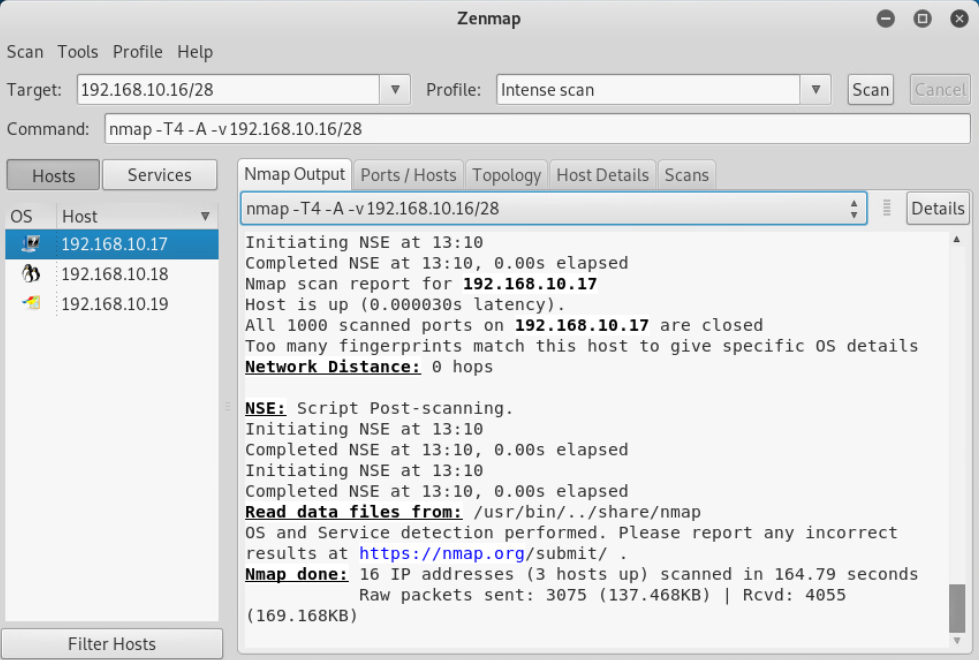 Zenmap
Scan Tools Profile Help
Target: 192.168.10.16/28 Profile: Intense scan Scan Cancel
Command: nmap -T4 -A -v 192.168.10.16/28
Hosts Services
Nmap Output Ports / Hosts Topology Host Details Scans
nmap -T4 -A -v 192.168.10.16/28 Details
OS Host
192.168.10.17
192.168.10.18
192.168.10.19
Initiating NSE at 13:10
Completed NSE at 13:10, 0.00s elapsed
Nmap scan report for 192.168.10.17
Host is up (0.000030s latency).
All 1000 scanned ports on 192.168.10.17 are closed
Too many fingerprints match this host to give specific OS details
Network Distance: 0 hops
NSE: Script Post-scanning.
Initiating NSE at 13:10
Completed NSE at 13:10, 0.00s elapsed
Initiating NSE at 13:10
Completed NSE at 13:10, 0.00s elapsed
Read data files from: /usr/bin/../share/nmap
OS and Service detection performed. Please report any incorrect
results at https://nmap.org/submit/ .
Nmap done: 16 IP addresses (3 hosts up) scanned in 164.79 seconds
Raw packets sent: 3075 (137.468KB) | Rcvd: 4055
(169.168KB)
Filter Hosts